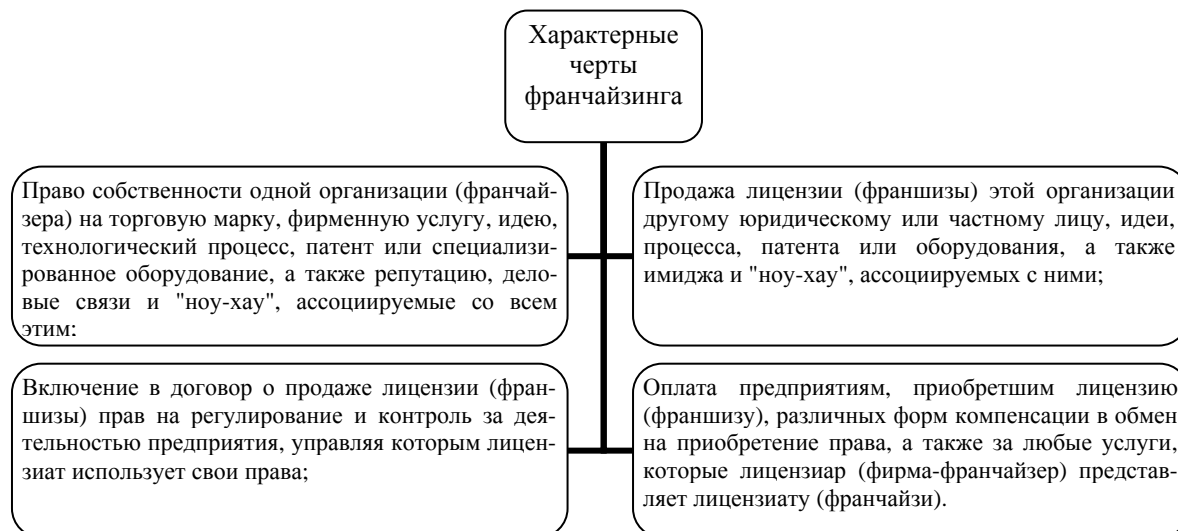 Характерные
черты
франчайзинга
Право собственности одной организации (франчай-
зера) на торговую марку, фирменную услугу, идею,
технологический процесс, патент или специализи-
рованное оборудование, а также репутацию, дело-
вые связи и "ноу-хау", ассоциируемые со всем
этим;
Продажа лицензии (франшизы) этой организации
другому юридическому или частному лицу, идеи,
процесса, патента или оборудования, а также
имиджа и "ноу-хау", ассоциируемых с ними;
Включение в договор о продаже лицензии (фран-
шизы) прав на регулирование и контроль за дея-
тельностью предприятия, управляя которым лицен-
зиат использует свои права;
Оплата предприятиям, приобретшим лицензию
(франшизу), различных форм компенсации в обмен
на приобретение права, а также за любые услуги,
которые лицензиар (фирма-франчайзер) представ-
ляет лицензиату (франчайзи).